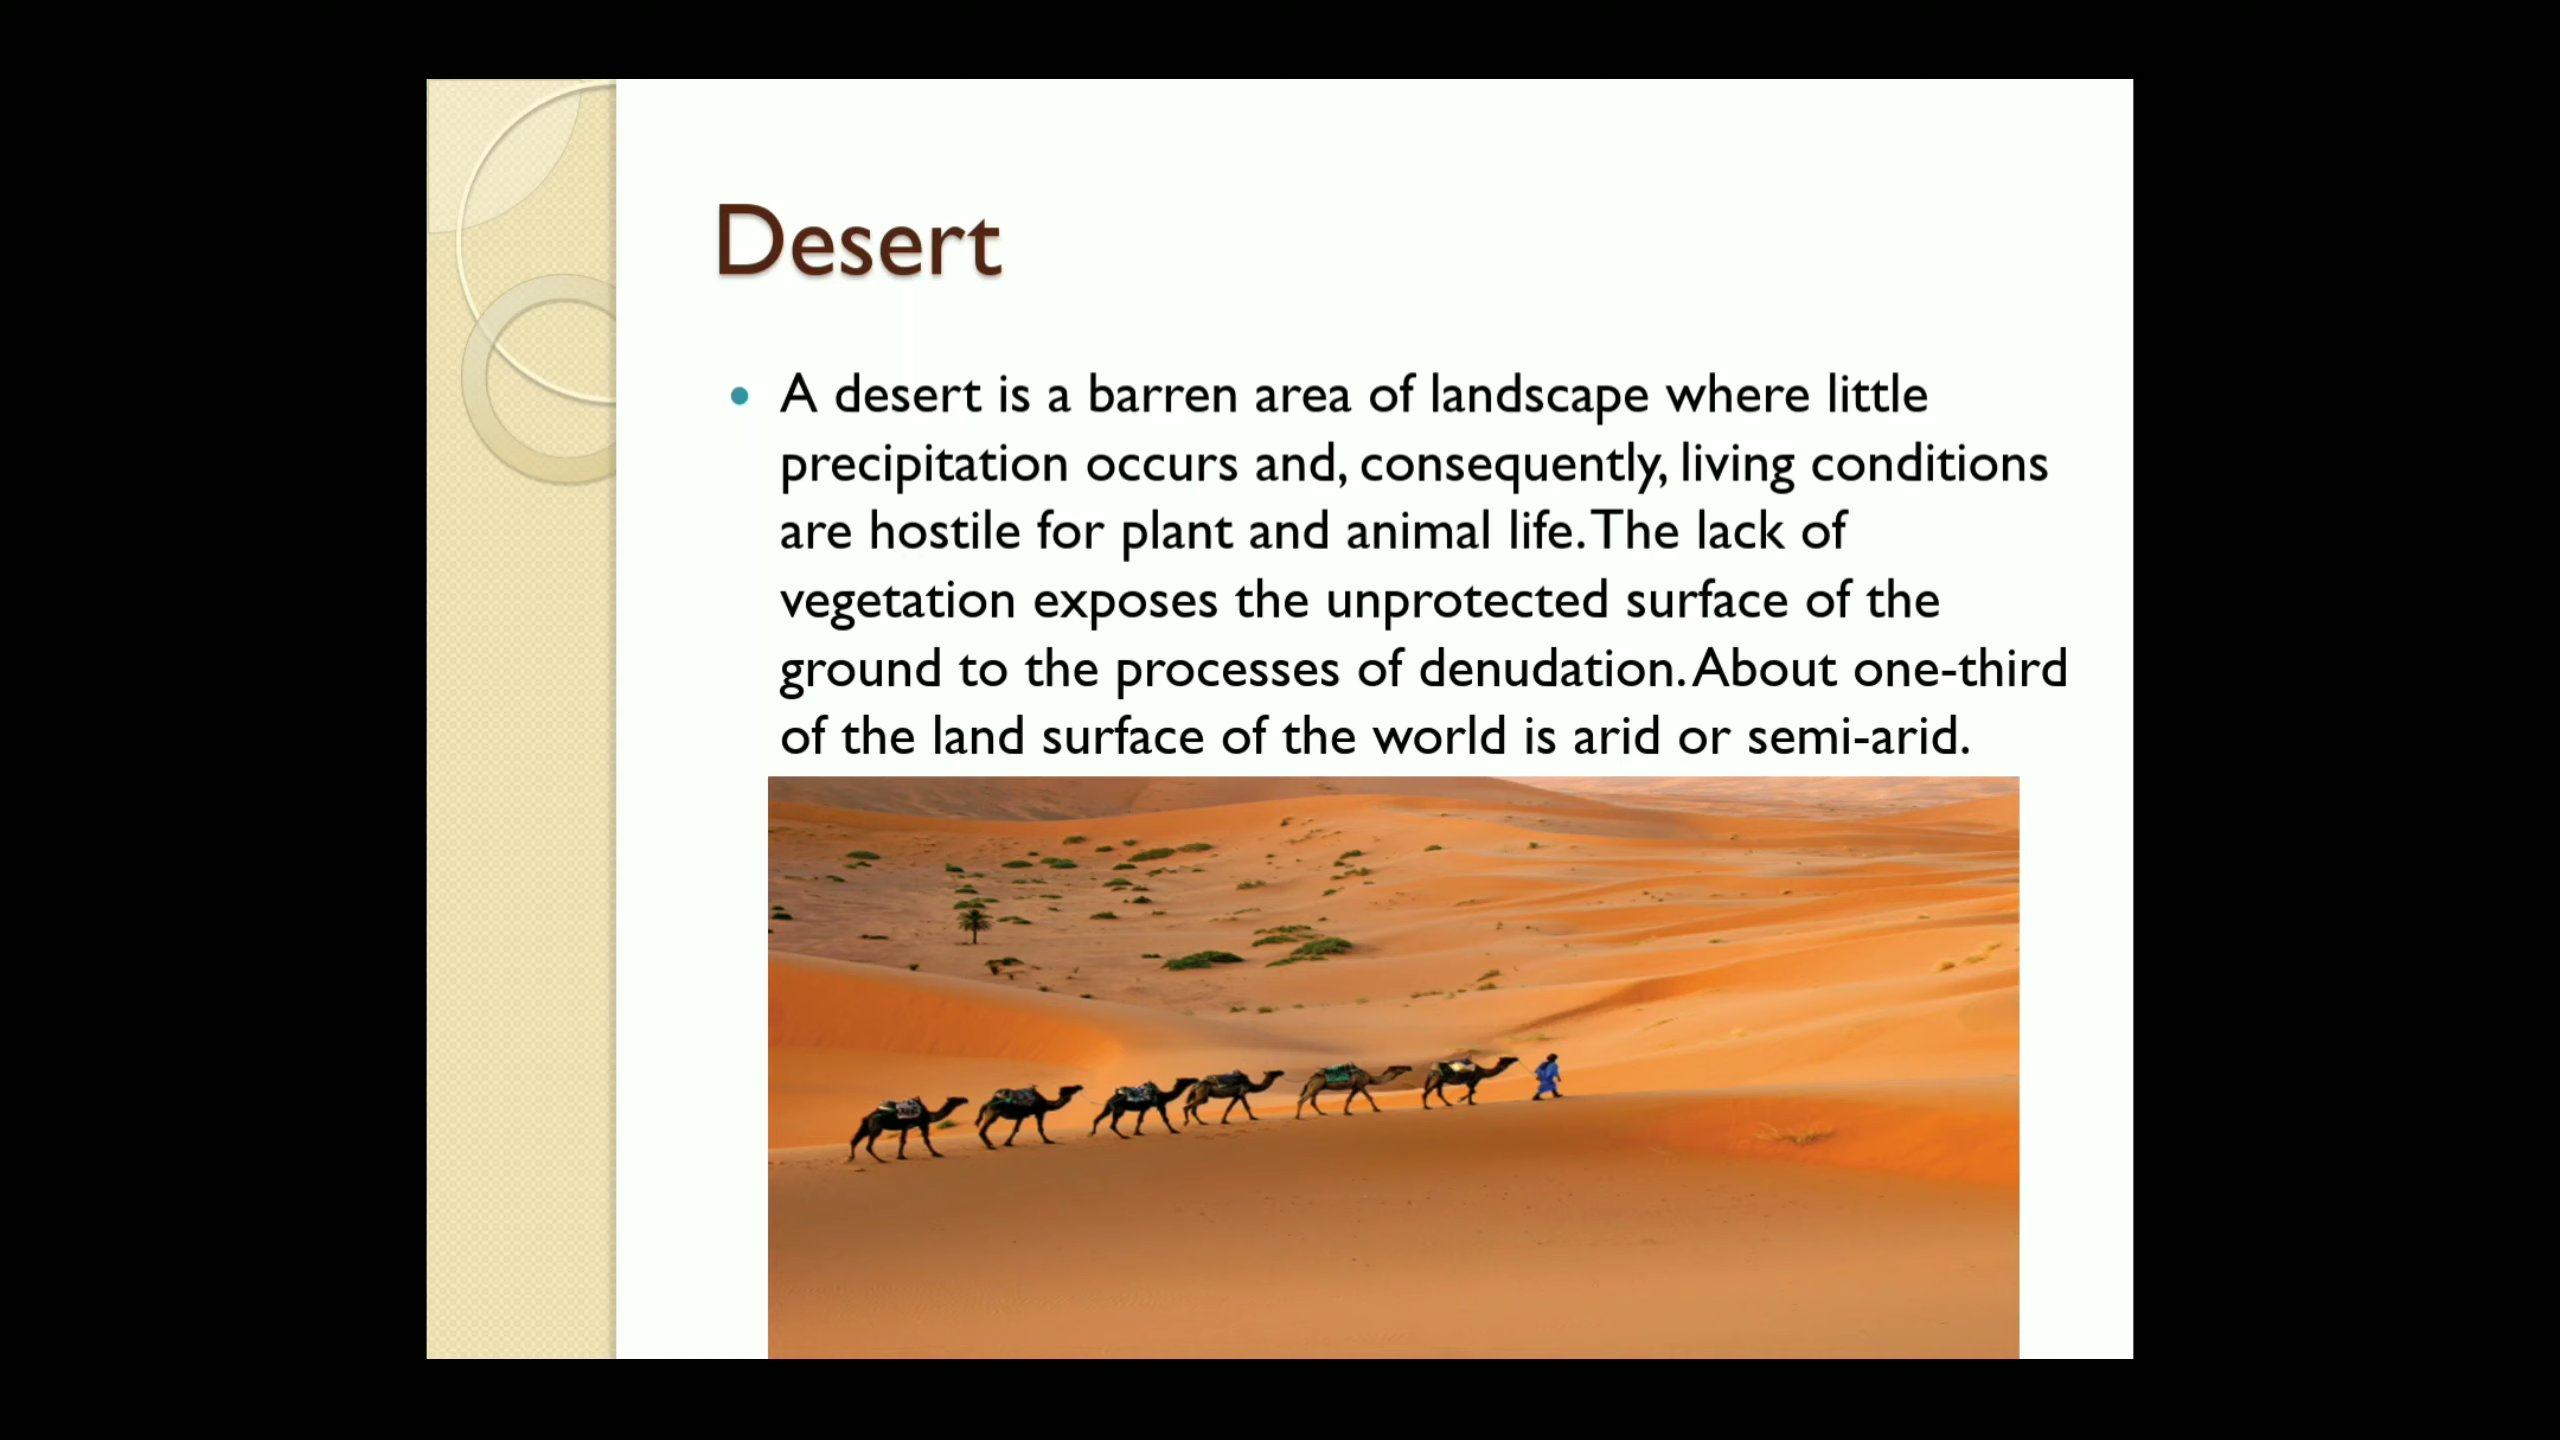 Desert
• A desert is a barren area of landscape where little
precipitation occurs and, consequently, living conditions
are hostile for plant and animal life. The lack of
vegetation exposes the unprotected surface of the
ground to the processes of denudation. About one-third
of the land surface of the world is arid or semi-arid.